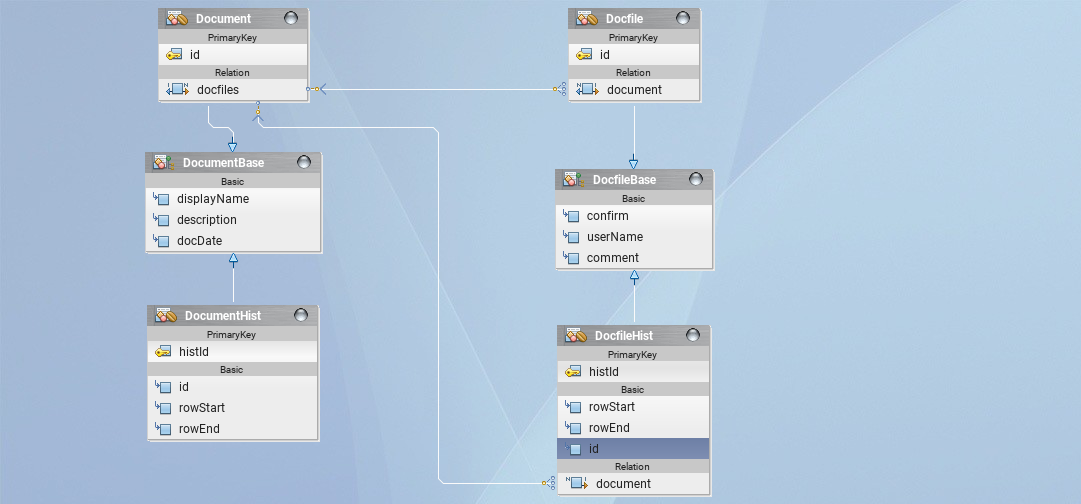 Document
PrimaryKey
id
Relation
docfiles
Docfile
PrimaryKey
id
Relation
document
DocumentBase
Basic
displayName
description
docDate
DocfileBase
Basic
confirm
userName
comment
DocumentHist
PrimaryKey
histId
Basic
id
rowStart
rowEnd
DocfileHist
PrimaryKey
histId
Basic
rowStart
rowEnd
id
Relation
document